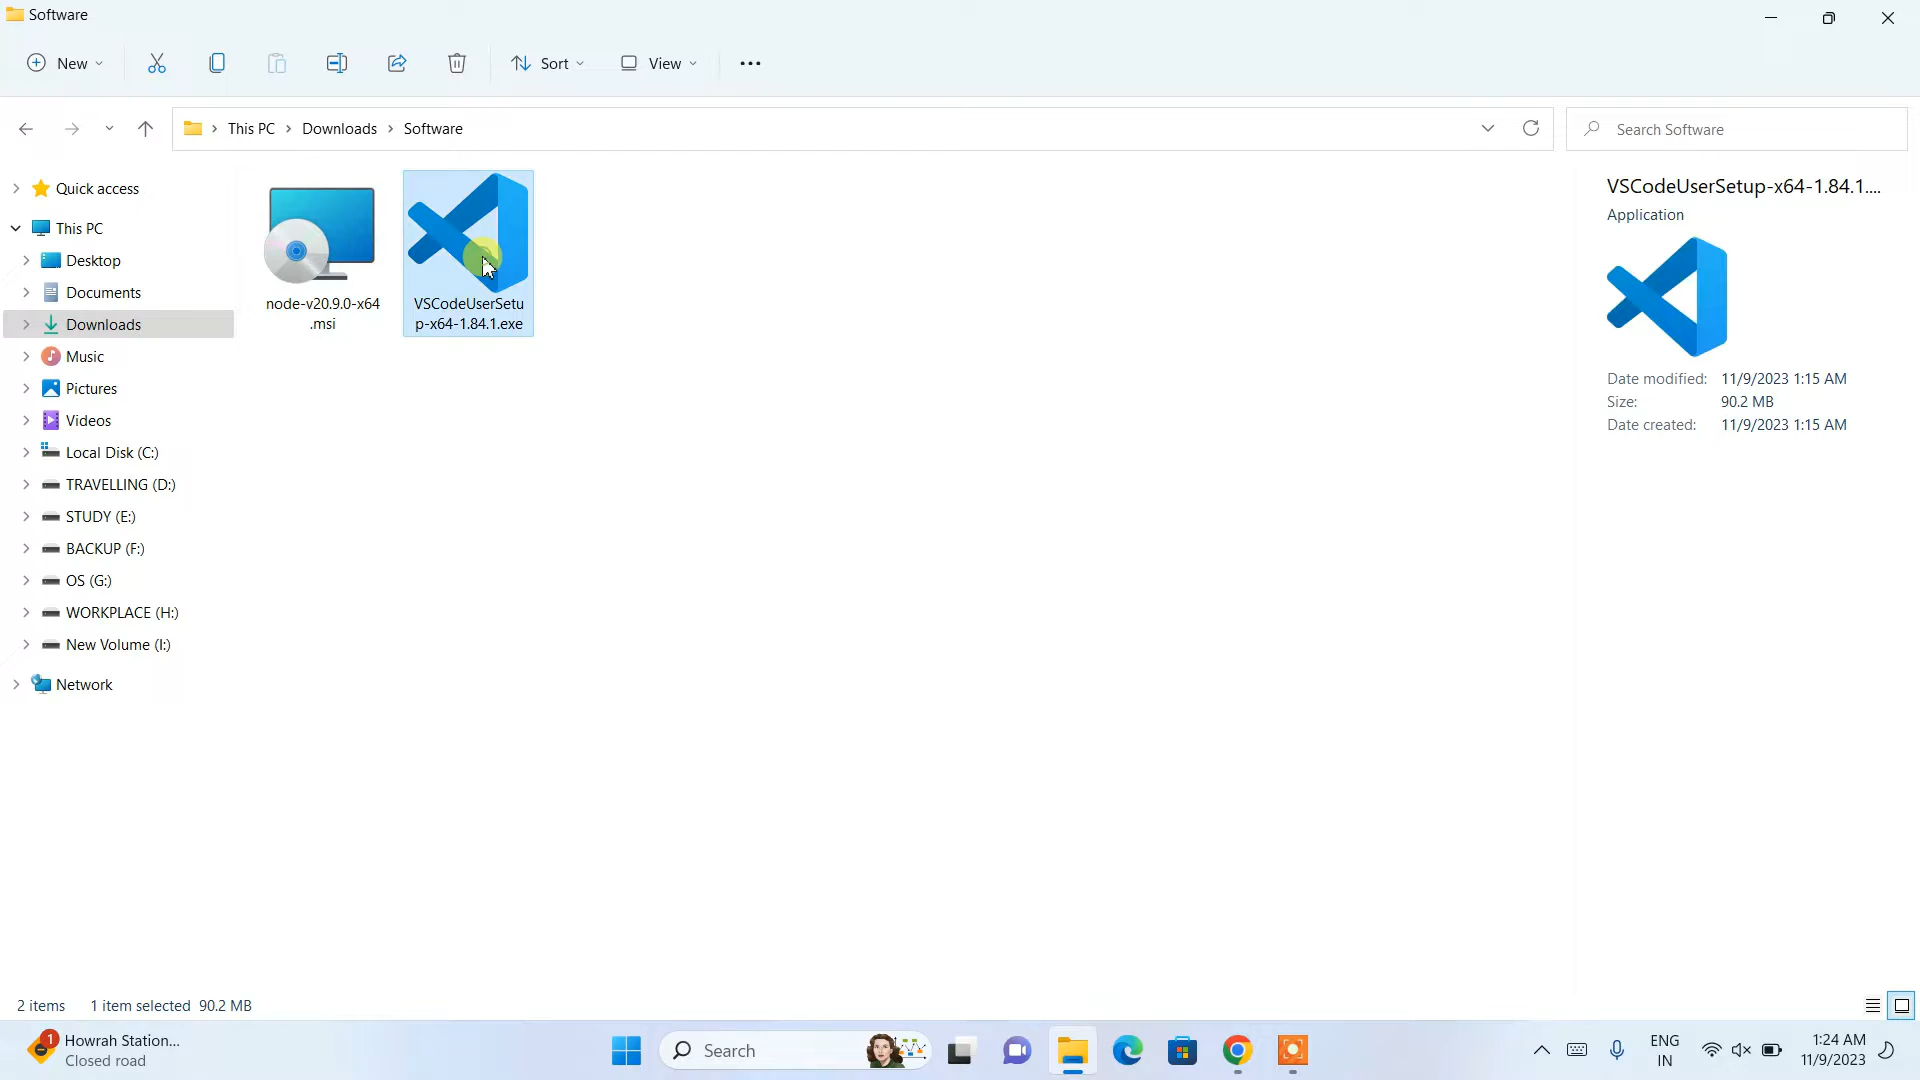 Software
New
Sort
View
This PC
Downloads
Software
Search Software
Quick access
This PC
Desktop
Documents
Downloads
Music
Pictures
Videos
Local Disk (C:)
TRAVELLING (D:)
STUDY (E:)
BACKUP (F:)
OS (G:)
WORKPLACE (H:)
New Volume (I:)
Network
node-v20.9.0-x64
.msi
VSCodeUserSetu
p-x64-1.84.1.exe
VSCodeUserSetup-x64-1.84.1....
Application
Date modified: 11/9/2023 1:15 AM
Size: 90.2 MB
Date created: 11/9/2023 1:15 AM
2 items 1 item selected 90.2 MB
1
Howrah Station...
Closed road
Search
ENG
IN
1:24 AM
11/9/2023